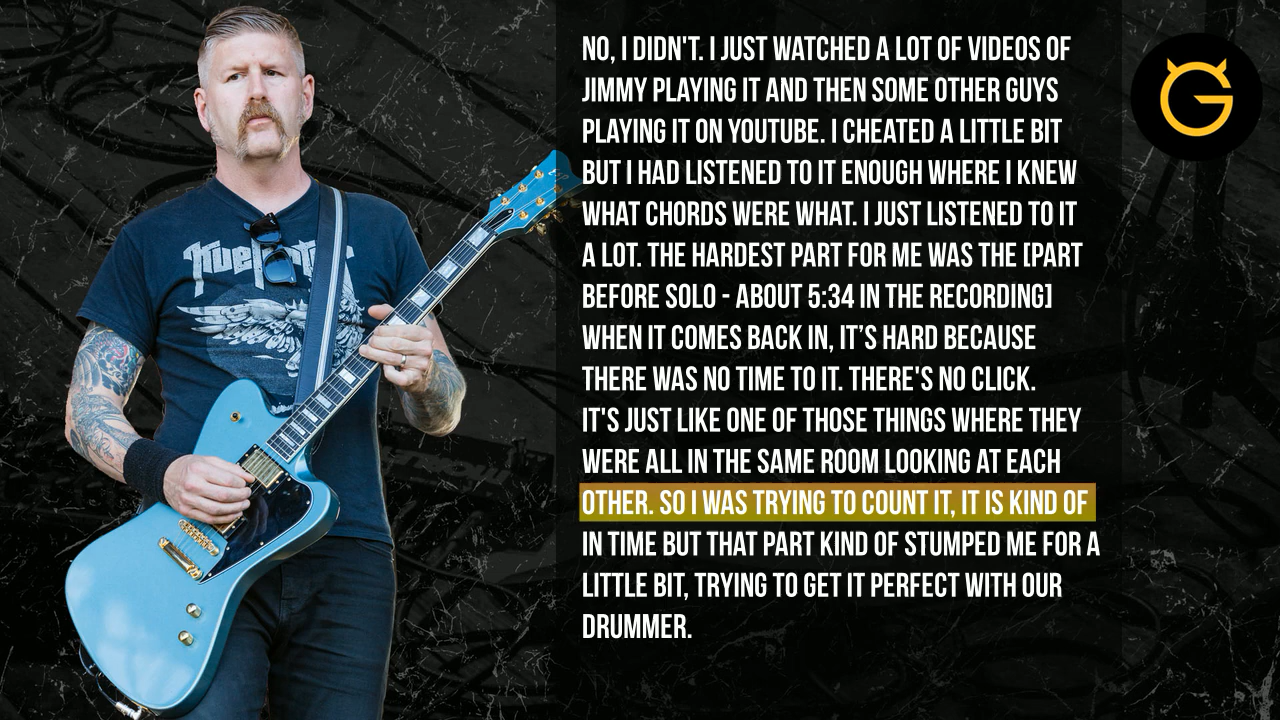 NO, I DIDN'T. I JUST WATCHED A LOT OF VIDEOS OF
JIMMY PLAYING IT AND THEN SOME OTHER GUYS
PLAYING IT ON YOUTUBE. I CHEATED A LITTLE BIT
BUT I HAD LISTENED TO IT ENOUGH WHERE I KNEW
WHAT CHORDS WERE WHAT. I JUST LISTENED TO IT
A LOT. THE HARDEST PART FOR ME WAS THE [PART
BEFORE SOLO - ABOUT 5:34 IN THE RECORDING]
WHEN IT COMES BACK IN, IT’S HARD BECAUSE
THERE WAS NO TIME TO IT. THERE'S NO CLICK.
IT'S JUST LIKE ONE OF THOSE THINGS WHERE THEY
WERE ALL IN THE SAME ROOM LOOKING AT EACH
OTHER. SO I WAS TRYING TO COUNT IT, IT IS KIND OF
IN TIME BUT THAT PART KIND OF STUMPED ME FOR A
LITTLE BIT, TRYING TO GET IT PERFECT WITH OUR
DRUMMER.
G